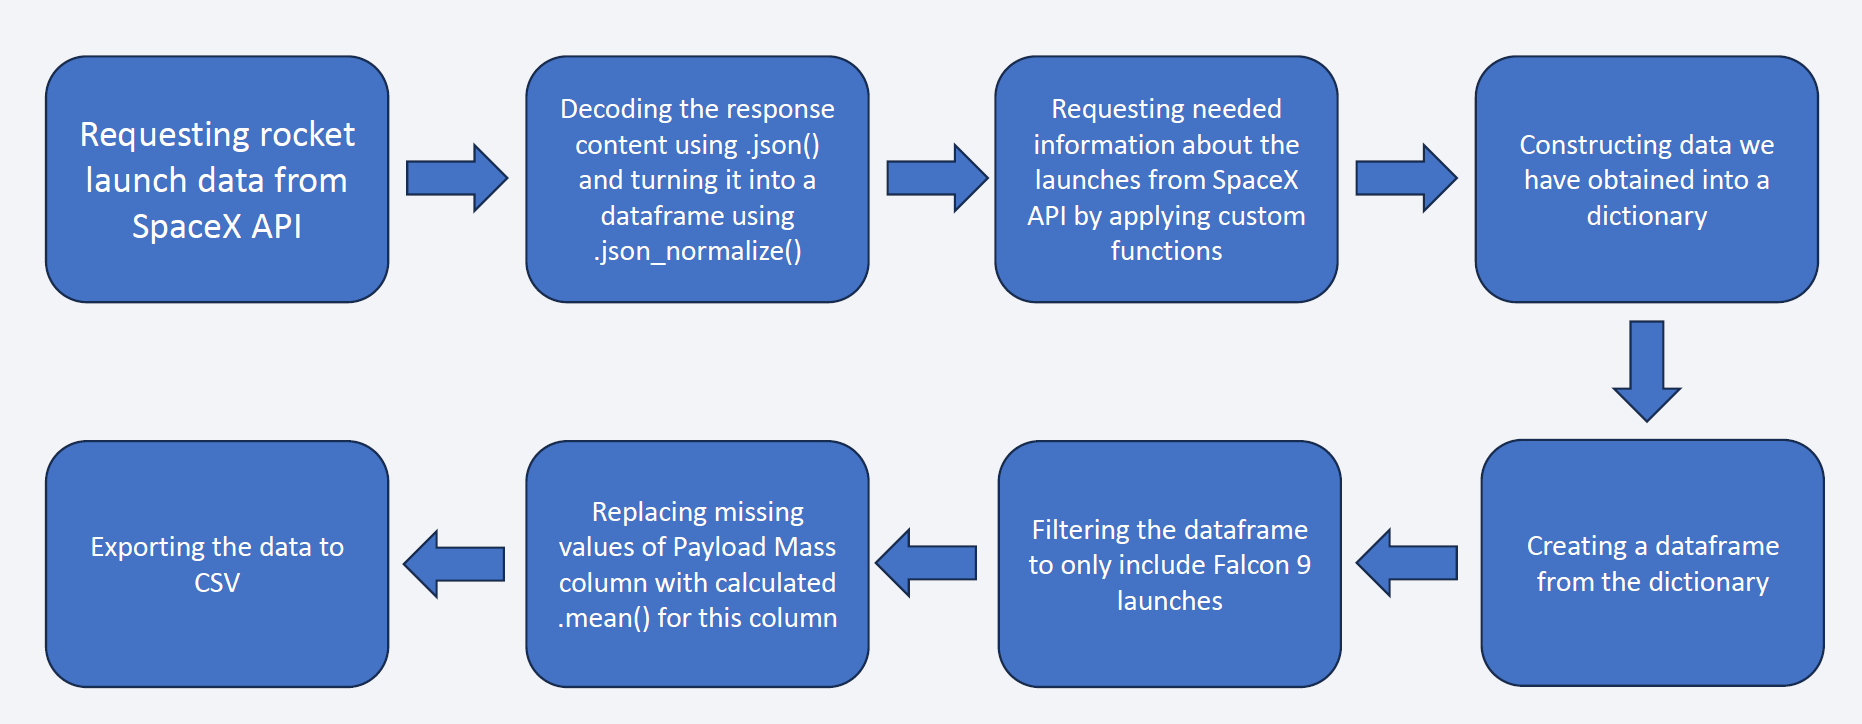 Requesting rocket
launch data from
SpaceX API
Decoding the response
content using .json()
and turning it into a
dataframe using
.json_normalize()
Requesting needed
information about the
launches from SpaceX
API by applying custom
functions
Constructing data we
have obtained into a
dictionary
Creating a dataframe
from the dictionary
Filtering the dataframe
to only include Falcon 9
launches
Replacing missing
values of Payload Mass
column with calculated
.mean() for this column
Exporting the data to
CSV